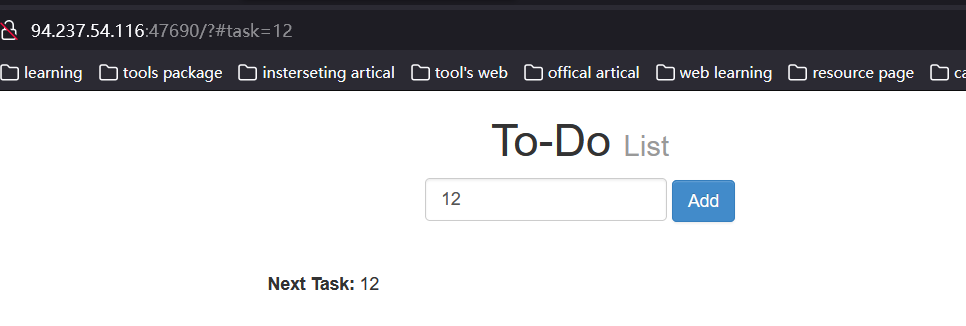 94.237.54.116:47690/?#task=12
learning tools package insterseting artical tool's web offical artical web learning resource page ca
To-Do List
12 Add
Next Task: 12